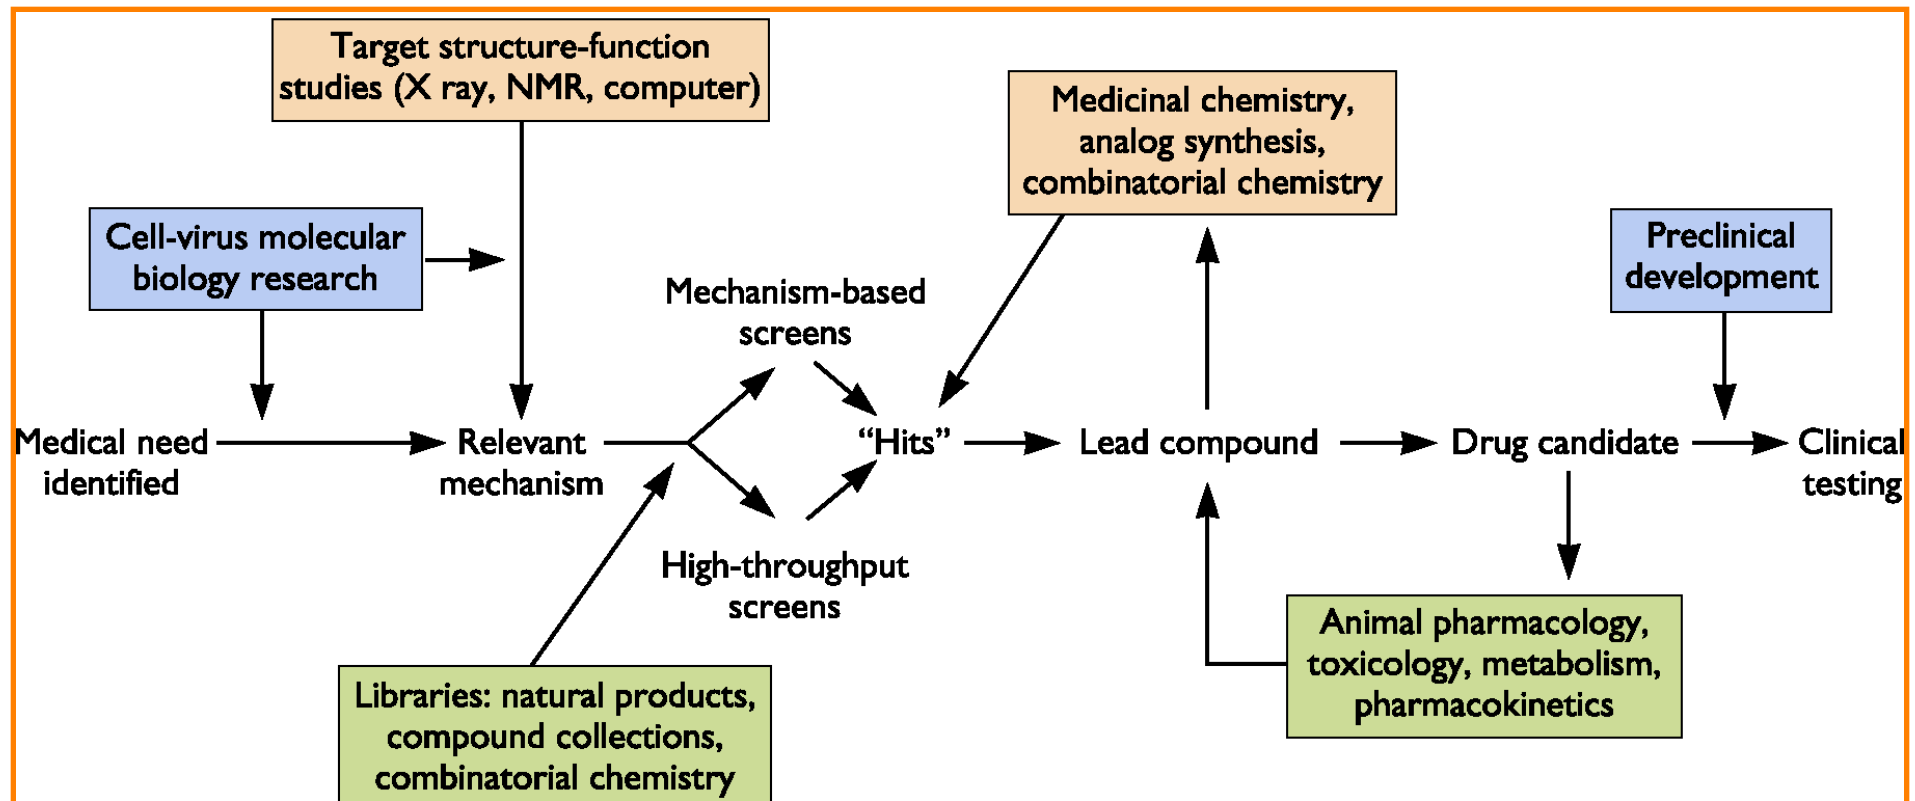 Target structure-function
studies (X ray, NMR, computer)
Medicinal chemistry,
analog synthesis,
combinatorial chemistry
Cell-virus molecular
biology research
Preclinical
development
Mechanism-based
screens
Medical need
identified
Relevant
mechanism
“Hits”
Lead compound
Drug candidate
Clinical
testing
High-throughput
screens
Animal pharmacology,
toxicology, metabolism,
pharmacokinetics
Libraries: natural products,
compound collections,
combinatorial chemistry